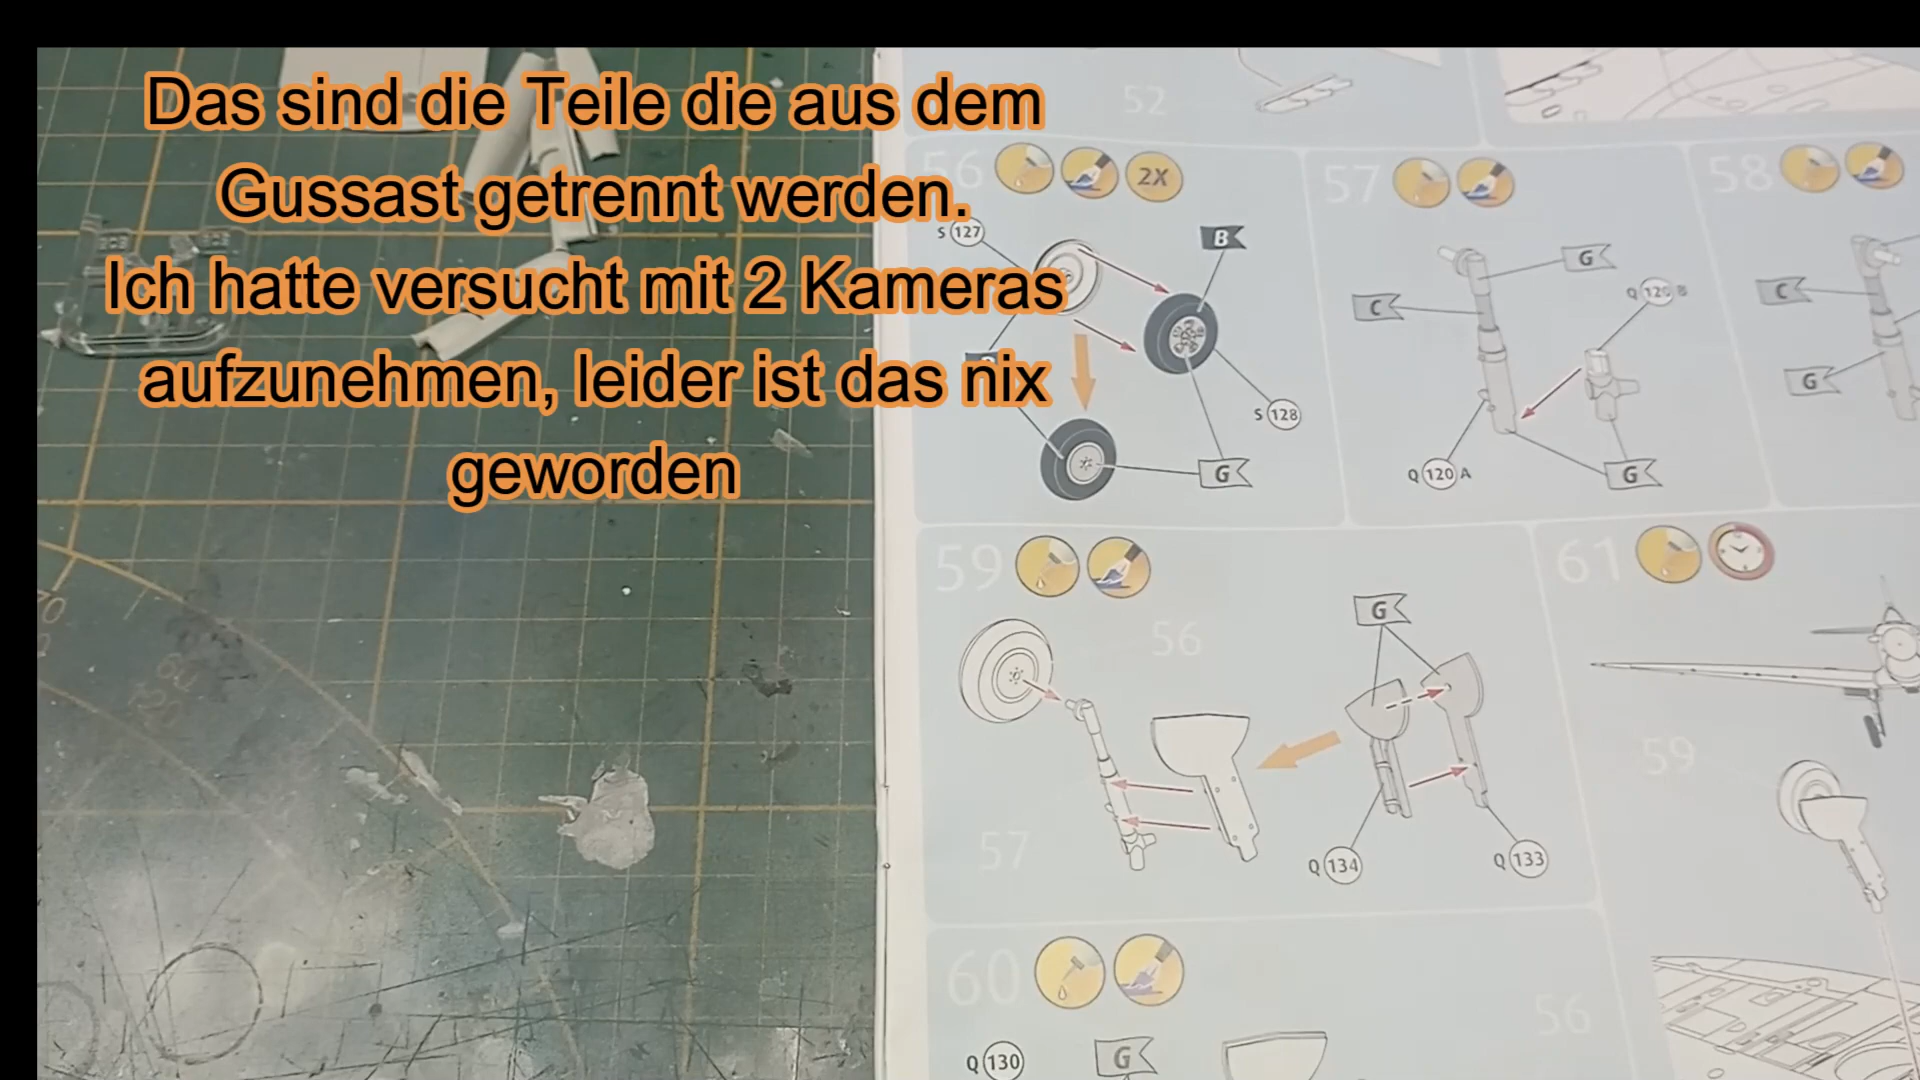 Das sind die Teile die aus dem
Gussast getrennt werden.
Ich hatte versucht mit 2 Kameras
aufzunehmen, leider ist das nix
geworden
52
56
2X
S 127
B
S 128
G
57
G
C
Q 120 A
G
58
C
G
59
56
G
57
Q 134
Q 133
61
59
60
56
Q 130
G
70